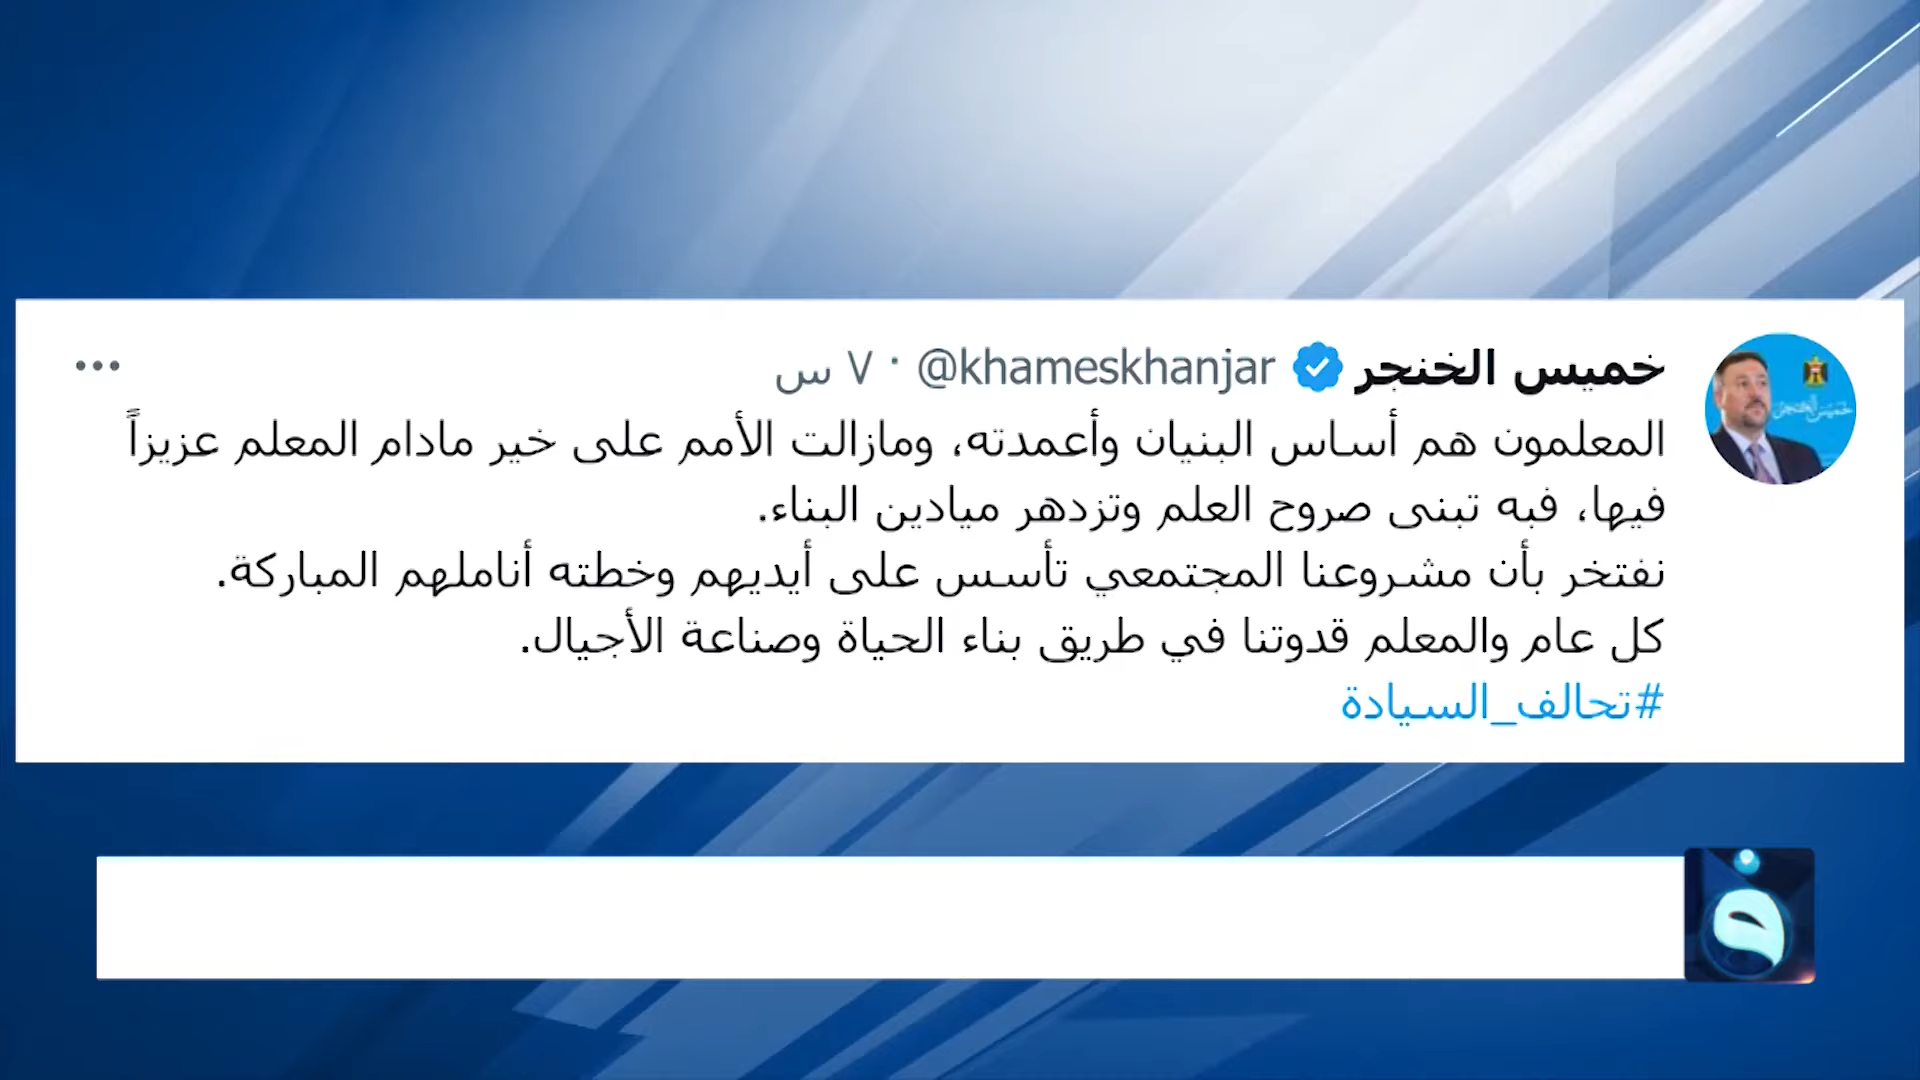 خميس الخنجر @khameskhanjar · ٧ س
المعلمون هم أساس البنيان وأعمدته، ومازالت الأمم على خير مادام المعلم عزيزاً
فيها، فبه تبنى صروح العلم وتزدهر ميادين البناء.
نفتخر بأن مشروعنا المجتمعي تأسس على أيديهم وخطته أناملهم المباركة.
كل عام والمعلم قدوتنا في طريق بناء الحياة وصناعة الأجيال.
#تحالف_السيادة
خميس الخنجر